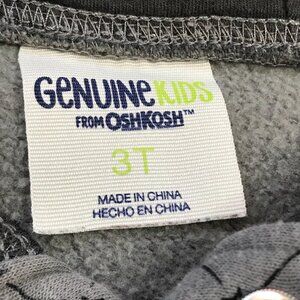 GENUINE KIDS
FROM OSHKOSH™
3T
MADE IN CHINA
HECHO EN CHINA